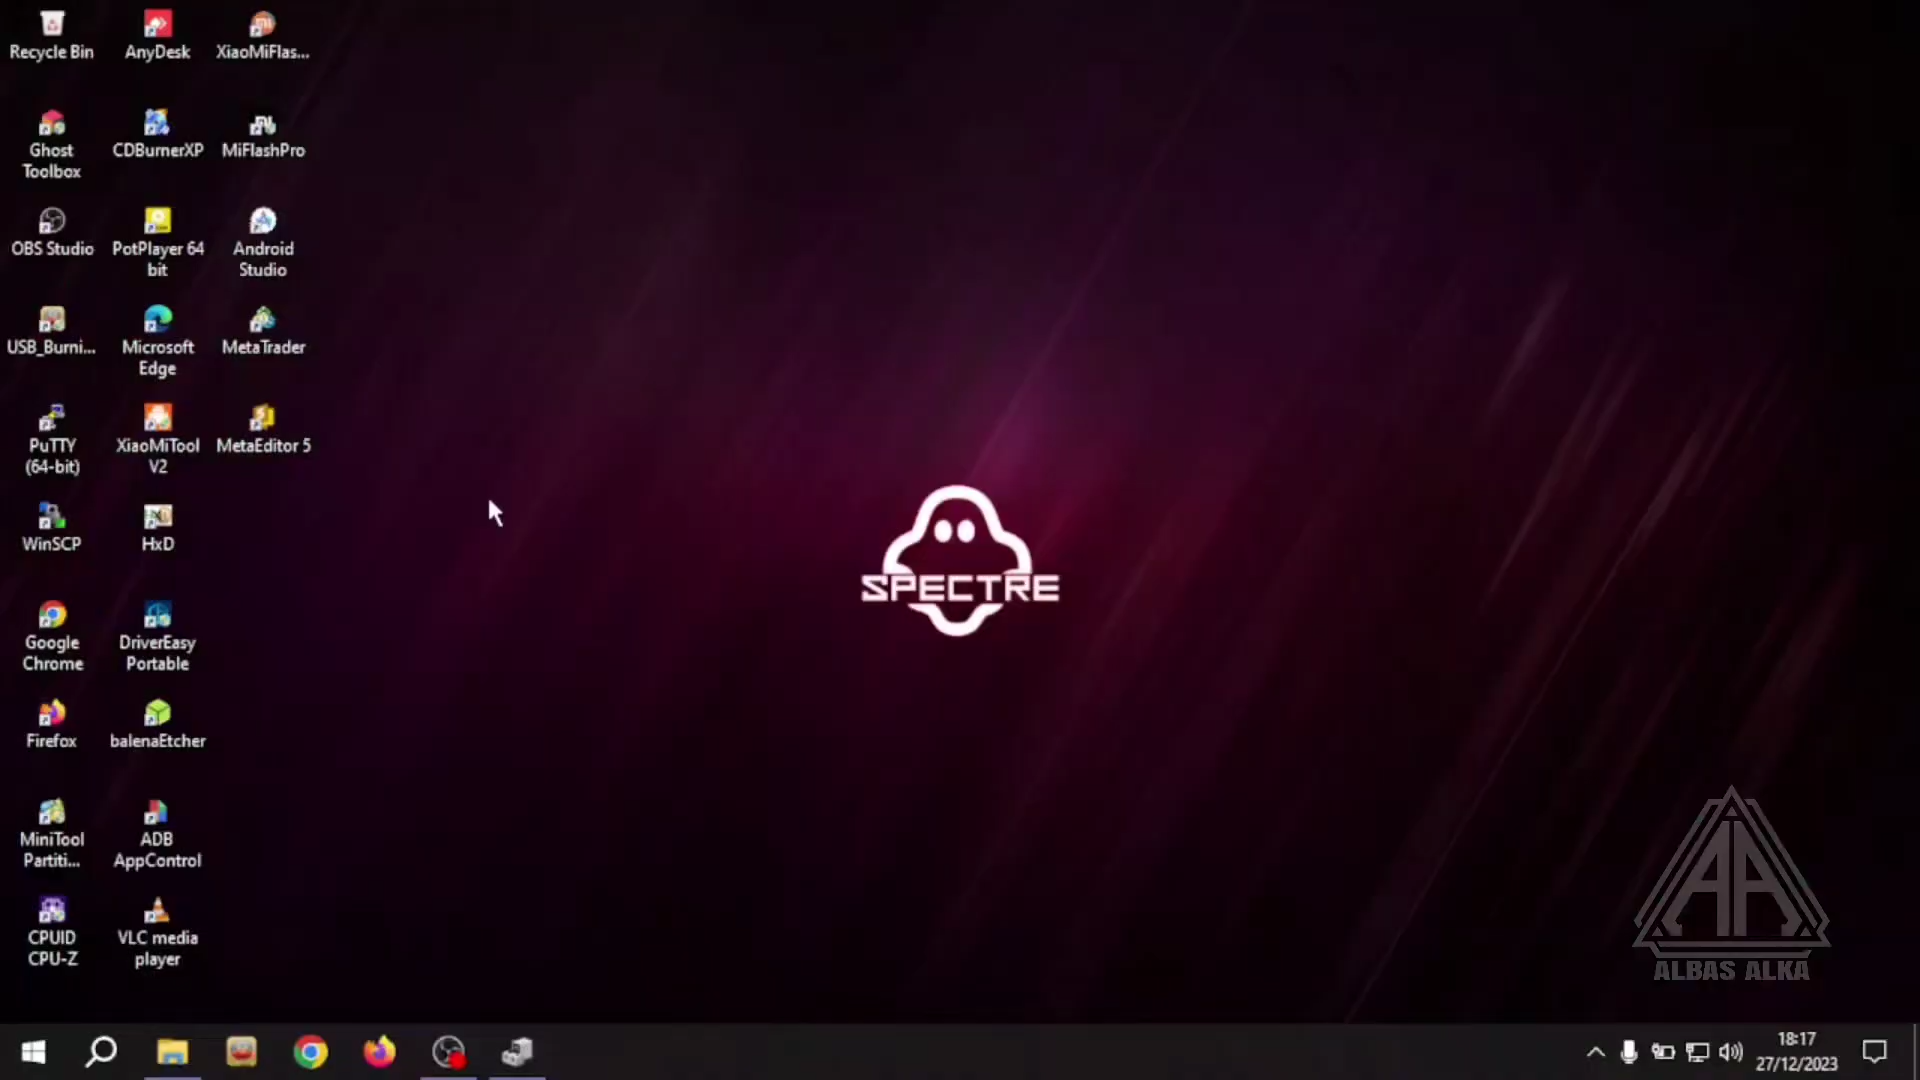 Recycle Bin
AnyDesk
XiaoMiFlas...
Ghost
Toolbox
CDBurnerXP
MiFlashPro
OBS Studio
PotPlayer 64
bit
Android
Studio
USB_Burni...
Microsoft
Edge
MetaTrader
PuTTY
(64-bit)
XiaoMiTool
V2
MetaEditor 5
WinSCP
HxD
Google
Chrome
DriverEasy
Portable
Firefox
balenaEtcher
MiniTool
Partiti...
ADB
AppControl
CPUID
CPU-Z
VLC media
player
SPECTRE
AA
ALBAS ALKA
18:17
27/12/2023